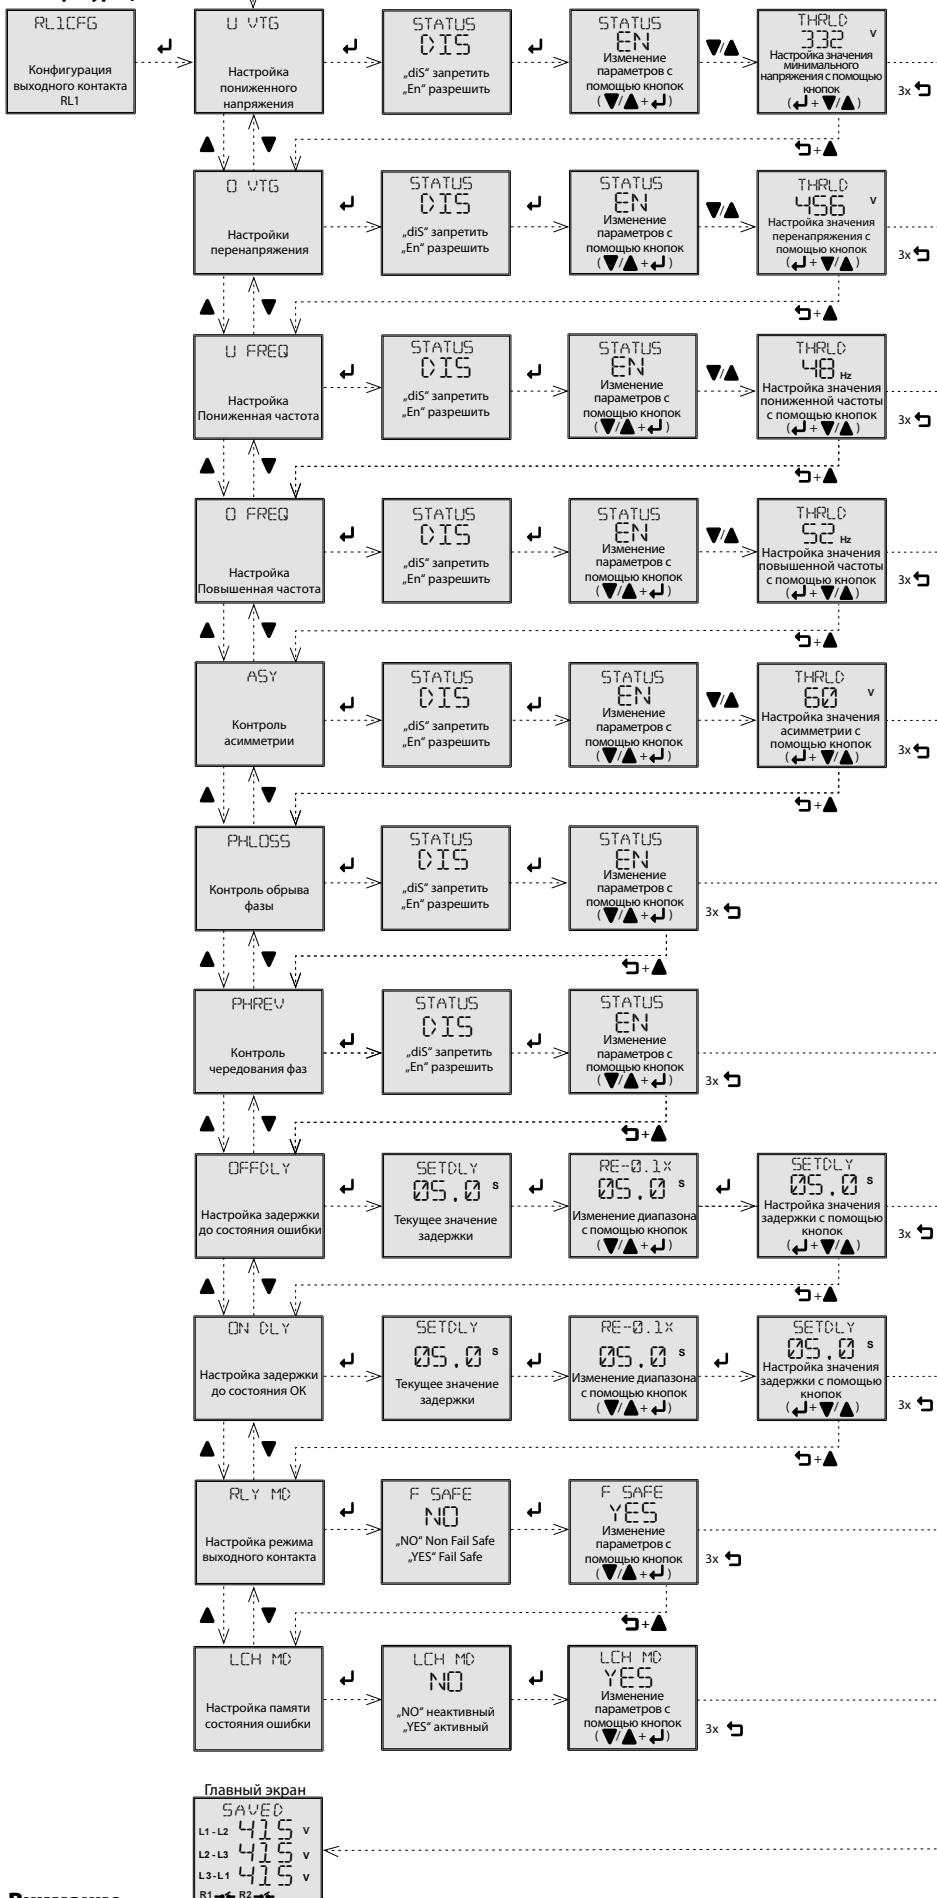 RL1CFG
Конфигурация
выходного контакта
RL1
U VTG
Настройка
пониженного
напряжения
STATUS
DIS
„diS“ запретить
„En“ разрешить
STATUS
EN
Изменение
параметров с
помощью кнопок
(▼/▲+↵)
▼/▲
THRLD
332 V
Настройка значения
минимального
напряжения с помощью
кнопок
(↵+▼/▲)
3x
+▲
O VTG
Настройки
перенапряжения
STATUS
DIS
„diS“ запретить
„En“ разрешить
STATUS
EN
Изменение
параметров с
помощью кнопок
(▼/▲+↵)
▼/▲
THRLD
456 V
Настройка значения
перенапряжения с
помощью кнопок
(↵+▼/▲)
3x
+▲
U FREQ
Настройка
Пониженная частота
STATUS
DIS
„diS“ запретить
„En“ разрешить
STATUS
EN
Изменение
параметров с
помощью кнопок
(▼/▲+↵)
▼/▲
THRLD
48 Hz
Настройка значения
пониженной частоты
с помощью кнопок
(↵+▼/▲)
3x
+▲
O FREQ
Настройка
Повышенная частота
STATUS
DIS
„diS“ запретить
„En“ разрешить
STATUS
EN
Изменение
параметров с
помощью кнопок
(▼/▲+↵)
▼/▲
THRLD
52 Hz
Настройка значения
повышенной частоты
с помощью кнопок
(↵+▼/▲)
3x
+▲
ASY
Контроль
асимметрии
STATUS
DIS
„diS“ запретить
„En“ разрешить
STATUS
EN
Изменение
параметров с
помощью кнопок
(▼/▲+↵)
▼/▲
THRLD
60 V
Настройка значения
асимметрии с
помощью кнопок
(↵+▼/▲)
3x
+▲
PHLOSS
Контроль обрыва
фазы
STATUS
DIS
„diS“ запретить
„En“ разрешить
STATUS
EN
Изменение
параметров с
помощью кнопок
(▼/▲+↵)
3x
+▲
PHREV
Контроль
чередования фаз
STATUS
DIS
„diS“ запретить
„En“ разрешить
STATUS
EN
Изменение
параметров с
помощью кнопок
(▼/▲+↵)
3x
+▲
OFFDLY
Настройка задержки
до состояния ошибки
SETDLY
05.0 s
Текущее значение
задержки
RE-0.1X
05.0 s
Изменение диапазона
с помощью кнопок
(▼/▲+↵)
SETDLY
05.0 s
Настройка значения
задержки с помощью
кнопок
(↵+▼/▲)
3x
+▲
ON DLY
Настройка задержки
до состояния OK
SETDLY
05.0 s
Текущее значение
задержки
RE-0.1X
05.0 s
Изменение диапазона
с помощью кнопок
(▼/▲+↵)
SETDLY
05.0 s
Настройка значения
задержки с помощью
кнопок
(↵+▼/▲)
3x
+▲
RLY MD
Настройка режима
выходного контакта
F SAFE
NO
„NO“ Non Fail Safe
„YES“ Fail Safe
F SAFE
YES
Изменение
параметров с
помощью кнопок
(▼/▲+↵)
3x
+▲
LCH MD
Настройка памяти
состояния ошибки
LCH MD
NO
„NO“ неактивный
„YES“ активный
LCH MD
YES
Изменение
параметров с
помощью кнопок
(▼/▲+↵)
3x
Главный экран
SAVED
L1-L2 415 V
L2-L3 415 V
L3-L1 415 V
R1 R2